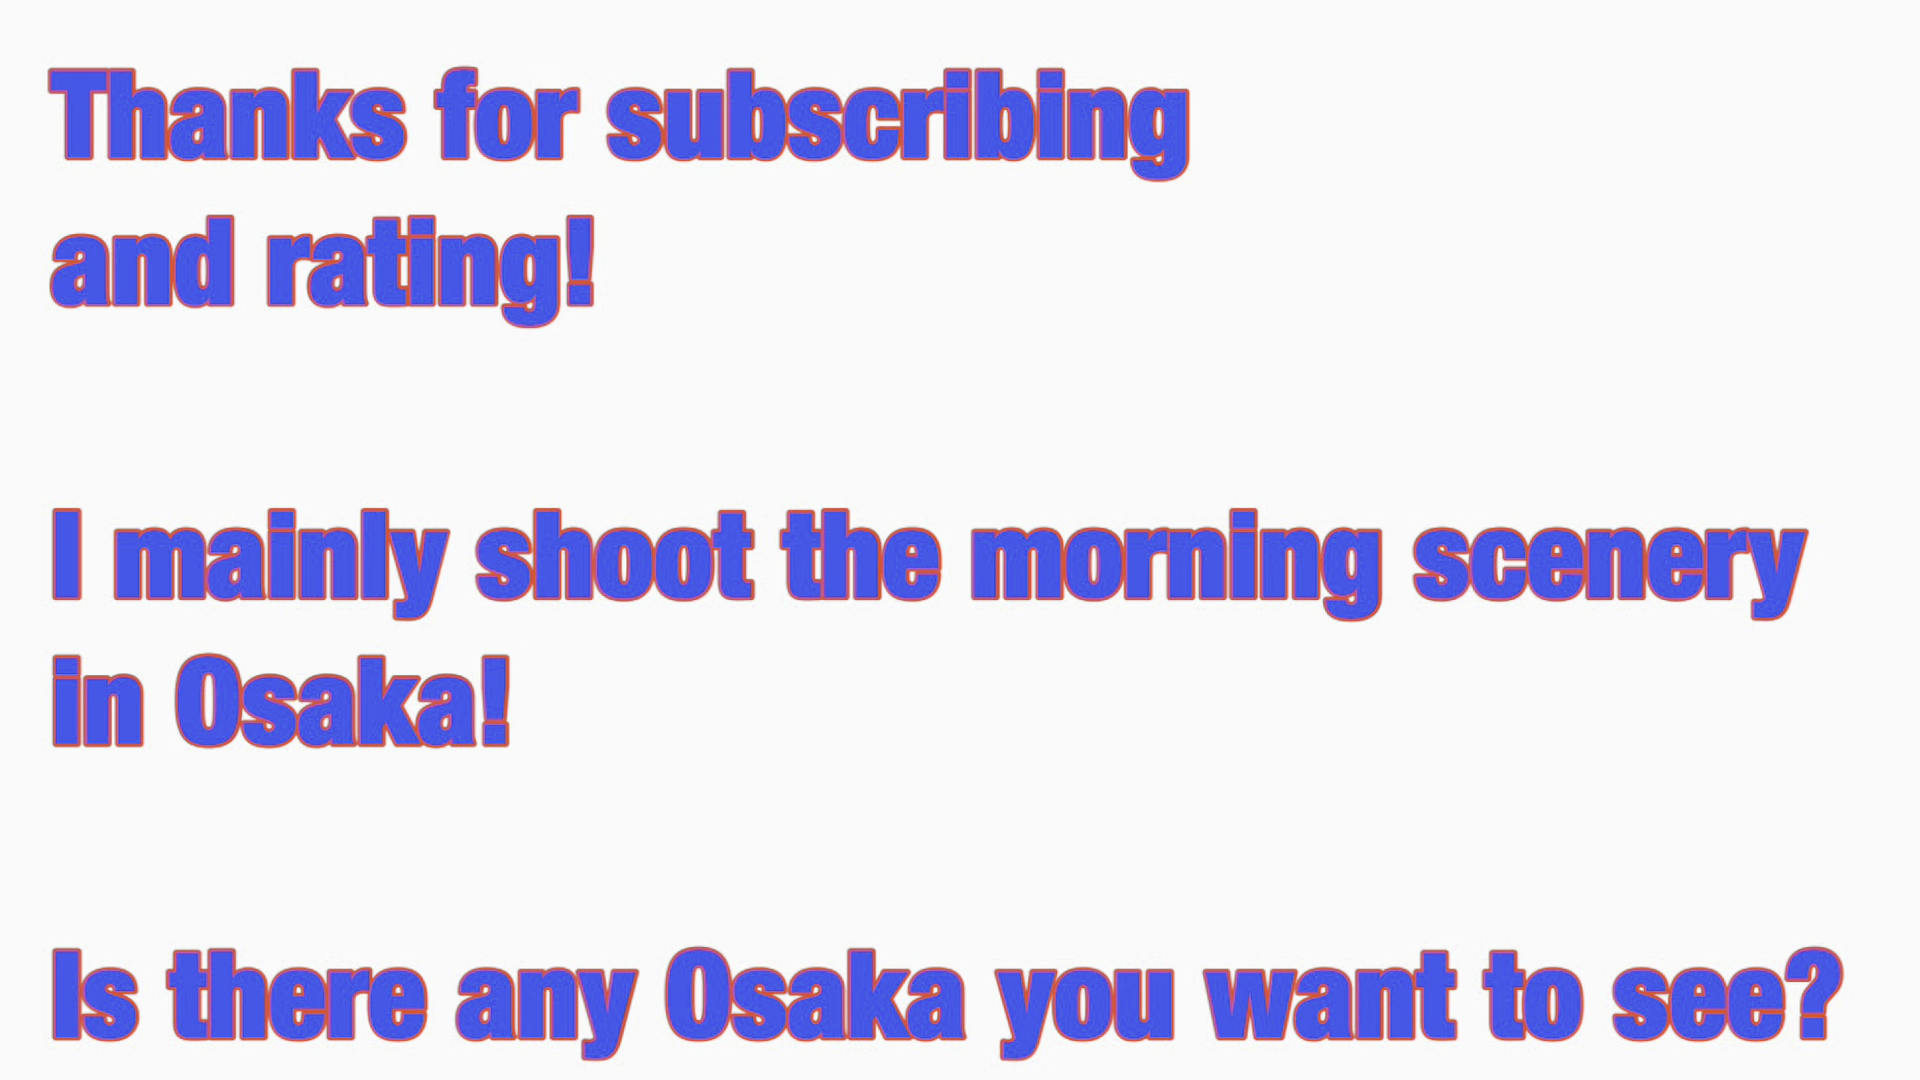 Thanks for subscribing
and rating!
I mainly shoot the morning scenery
in Osaka!
Is there any Osaka you want to see?